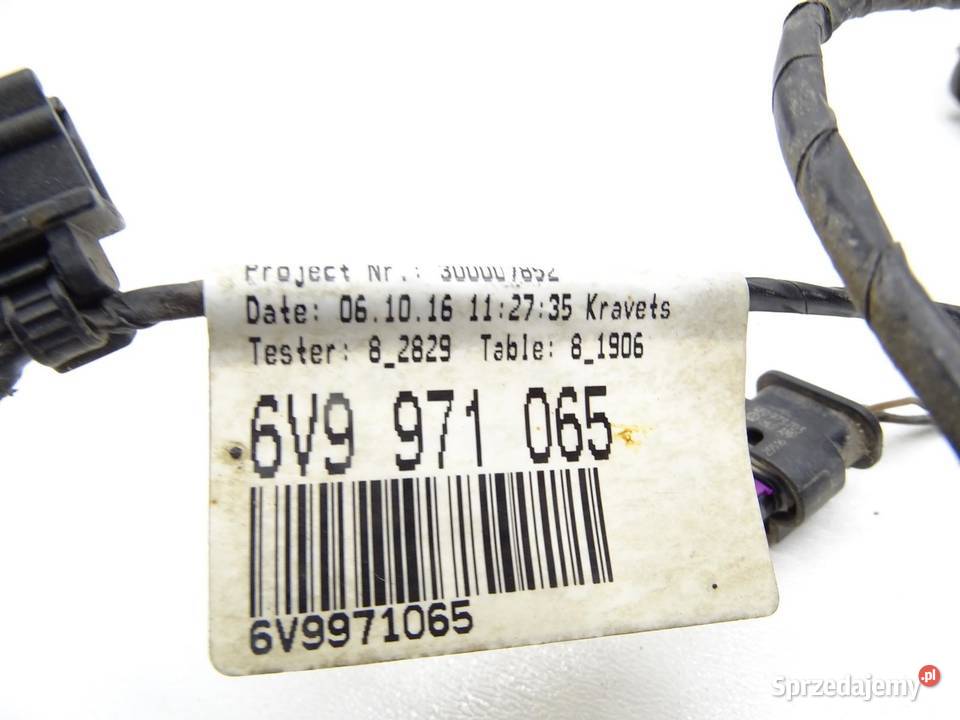 Project Nr.: 300007852
Date: 06.10.16 11:27:35 Kravets
Tester: 8_2829 Table: 8_1906
6V9 971 065
6V9971065
Sprzedajemy.pl